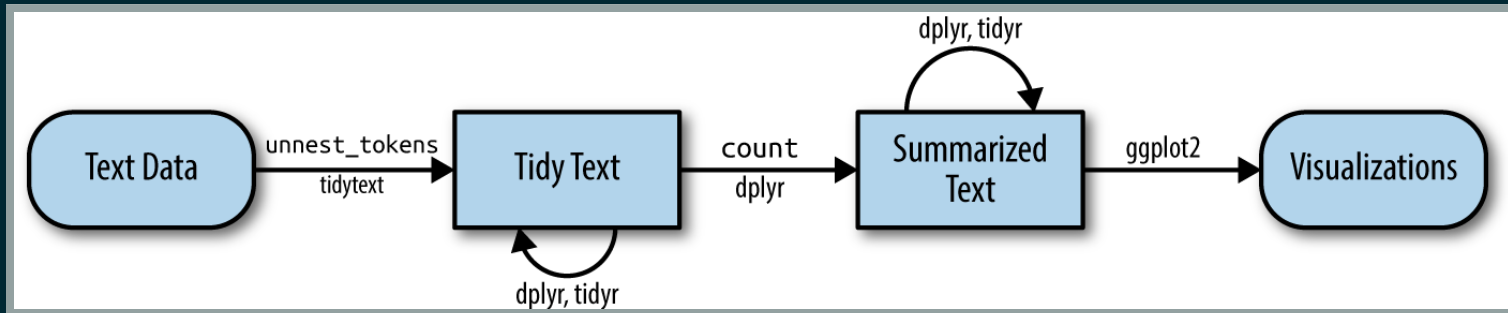 dplyr, tidyr
Text Data
unnest_tokens
tidytext
Tidy Text
count
dplyr
Summarized
Text
ggplot2
Visualizations
dplyr, tidyr